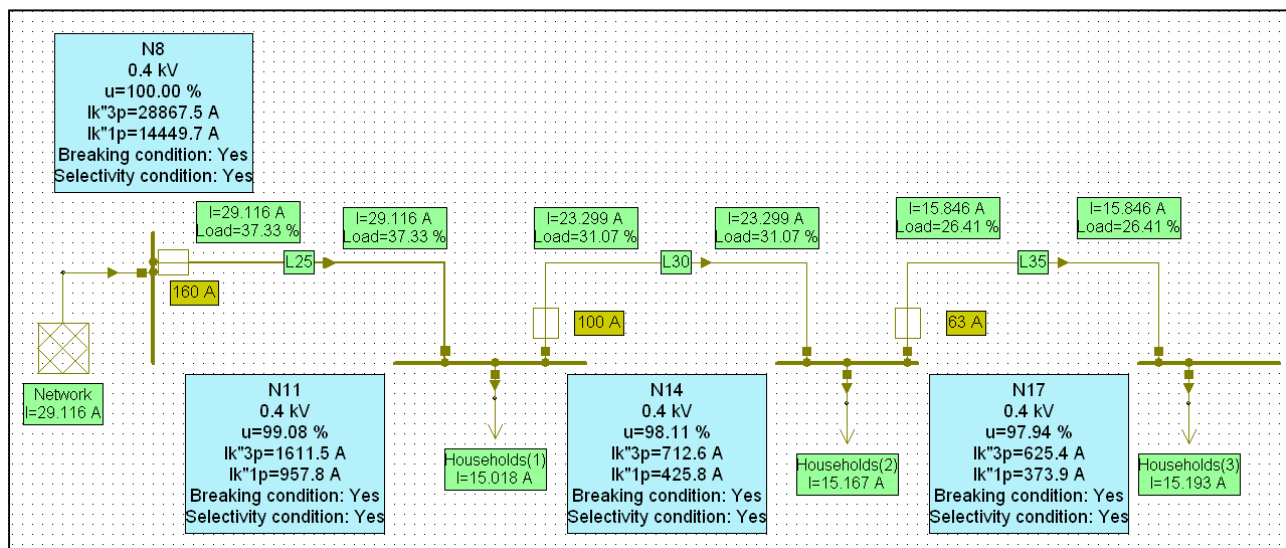 N8
0.4 kV
u=100.00 %
Ik"3p=28867.5 A
Ik"1p=14449.7 A
Breaking condition: Yes
Selectivity condition: Yes
I=29.116 A
Load=37.33 %
I=29.116 A
Load=37.33 %
I=23.299 A
Load=31.07 %
I=23.299 A
Load=31.07 %
I=15.846 A
Load=26.41 %
I=15.846 A
Load=26.41 %
L25
L30
L35
160 A
100 A
63 A
Network
I=29.116 A
N11
0.4 kV
u=99.08 %
Ik"3p=1611.5 A
Ik"1p=957.8 A
Breaking condition: Yes
Selectivity condition: Yes
Households(1)
I=15.018 A
N14
0.4 kV
u=98.11 %
Ik"3p=712.6 A
Ik"1p=425.8 A
Breaking condition: Yes
Selectivity condition: Yes
Households(2)
I=15.167 A
N17
0.4 kV
u=97.94 %
Ik"3p=625.4 A
Ik"1p=373.9 A
Breaking condition: Yes
Selectivity condition: Yes
Households(3)
I=15.193 A